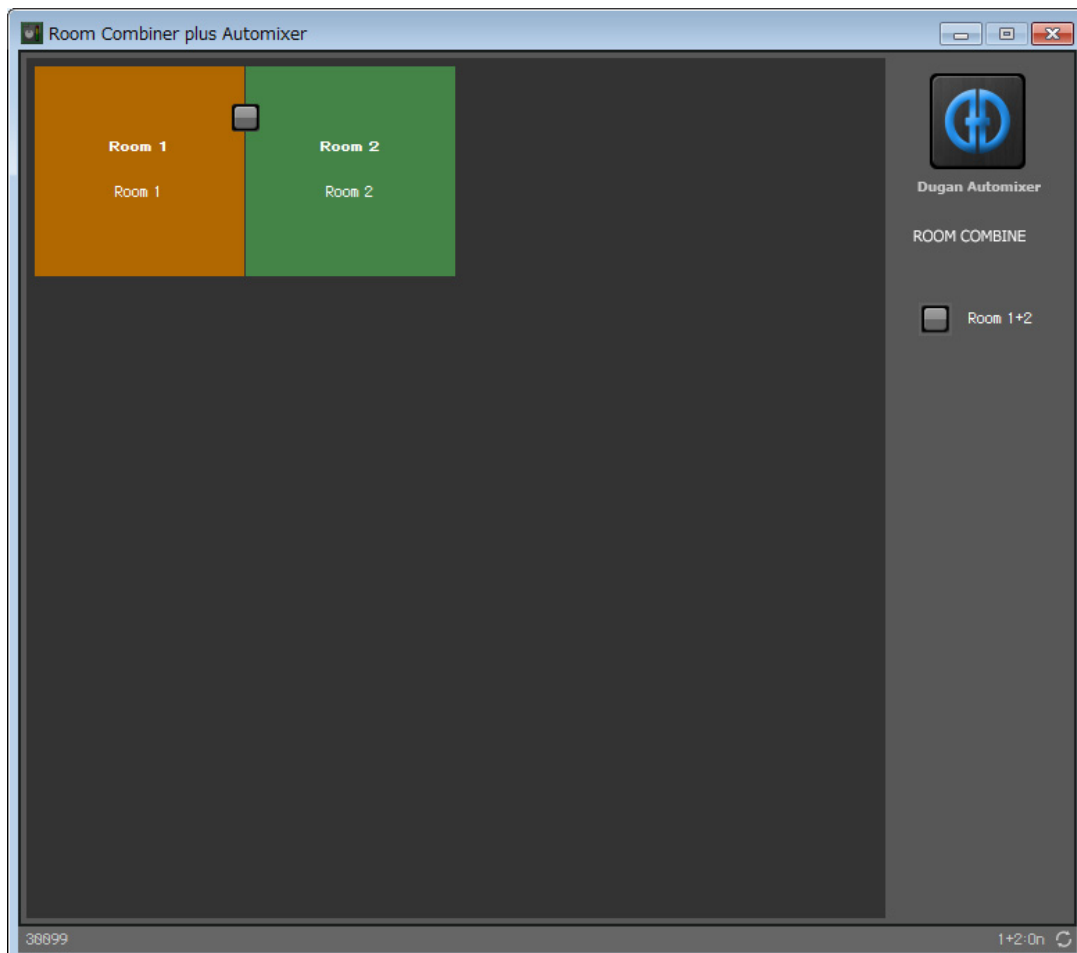 Room Combiner plus Automixer
Room 1
Room 2
Room 1
Room 2
Dugan Automixer
ROOM COMBINE
Room 1+2
30099
1+2:On